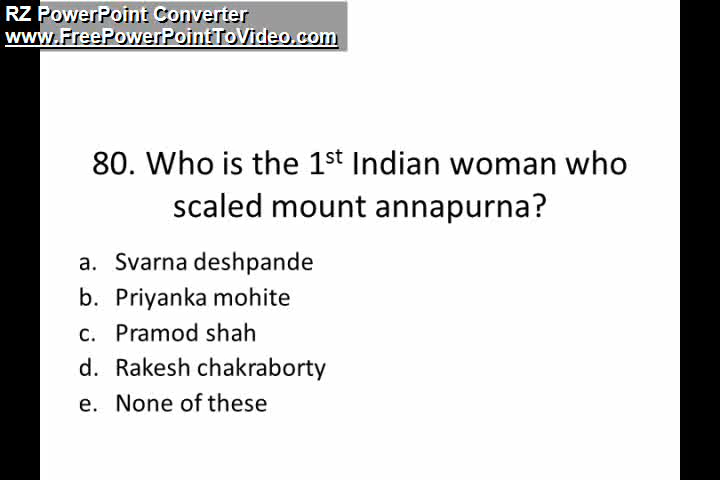 RZ PowerPoint Converter
www.FreePowerPointToVideo.com
80. Who is the 1st Indian woman who
scaled mount annapurna?
a. Svarna deshpande
b. Priyanka mohite
c. Pramod shah
d. Rakesh chakraborty
e. None of these